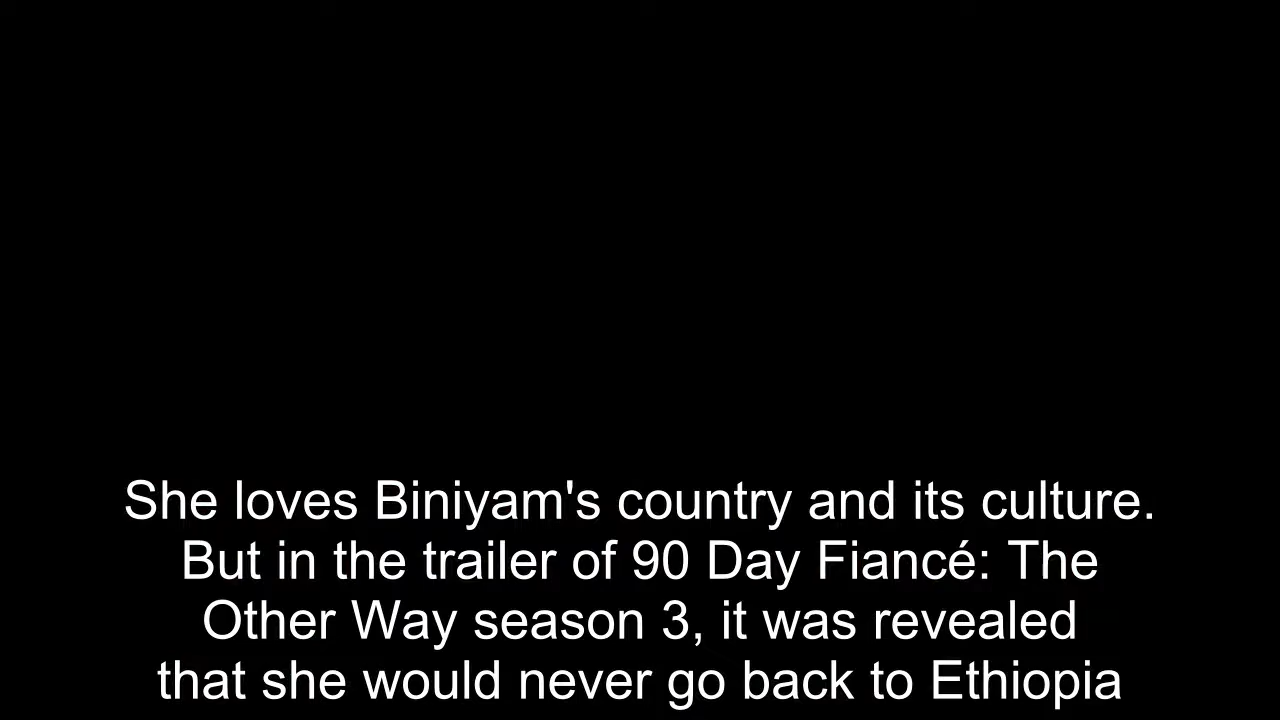 She loves Biniyam's country and its culture.
But in the trailer of 90 Day Fiancé: The
Other Way season 3, it was revealed
that she would never go back to Ethiopia